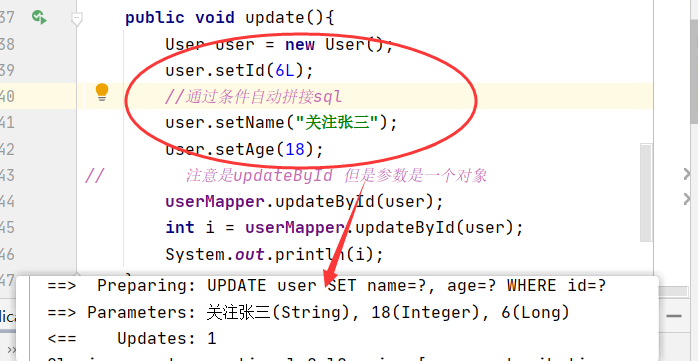 37 public void update(){
38 User user = new User();
39 user.setId(6L);
40 //通过条件自动拼接sql
41 user.setName("关注张三");
42 user.setAge(18);
43 // 注意是updateById 但是参数是一个对象
44 userMapper.updateById(user);
45 int i = userMapper.updateById(user);
46 System.out.println(i);
47
==> Preparing: UPDATE user SET name=?, age=? WHERE id=?
==> Parameters: 关注张三(String), 18(Integer), 6(Long)
<== Updates: 1